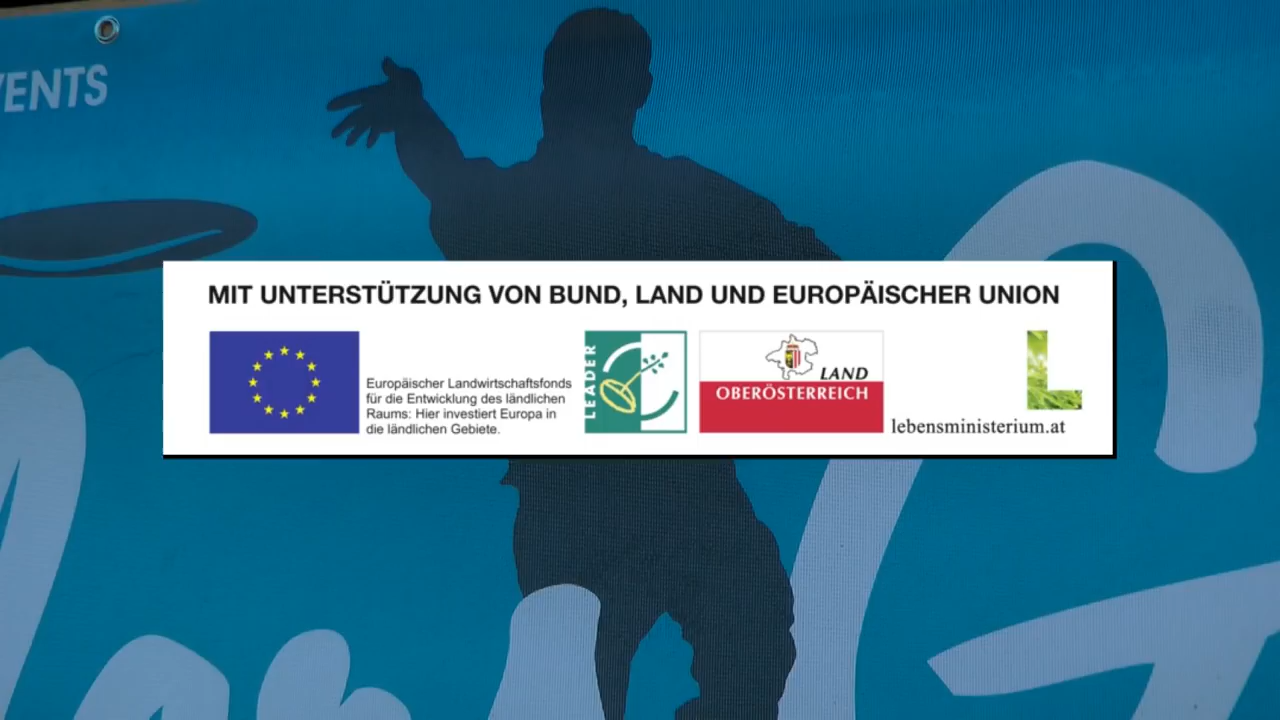 MIT UNTERSTÜTZUNG VON BUND, LAND UND EUROPÄISCHER UNION
Europäischer Landwirtschaftsfonds
für die Entwicklung des ländlichen
Raums: Hier investiert Europa in
die ländlichen Gebiete.
LEADER
LAND
OBERÖSTERREICH
lebensministerium.at